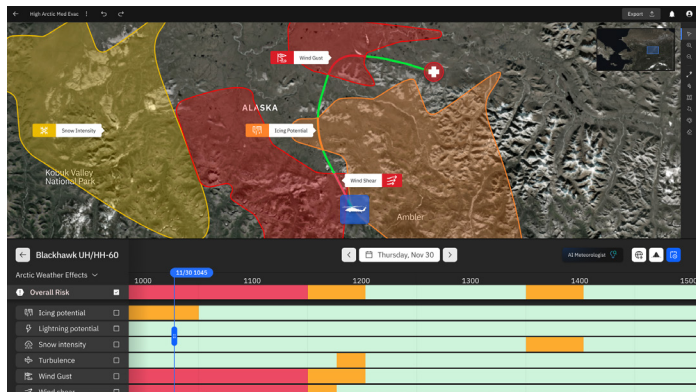 High Arctic Med Evac
Export
Wind Gust
ALASKA
Snow Intensity
Icing Potential
Kobuk Valley
National Park
Wind Shear
Ambler
Blackhawk UH/HH-60
Thursday, Nov 30
AI Meteorologist
Arctic Weather Effects
11/30 1045
1000
1100
1200
1300
1400
1500
Overall Risk
Icing potential
Lightning potential
Snow intensity
Turbulence
Wind Gust
Wind shear